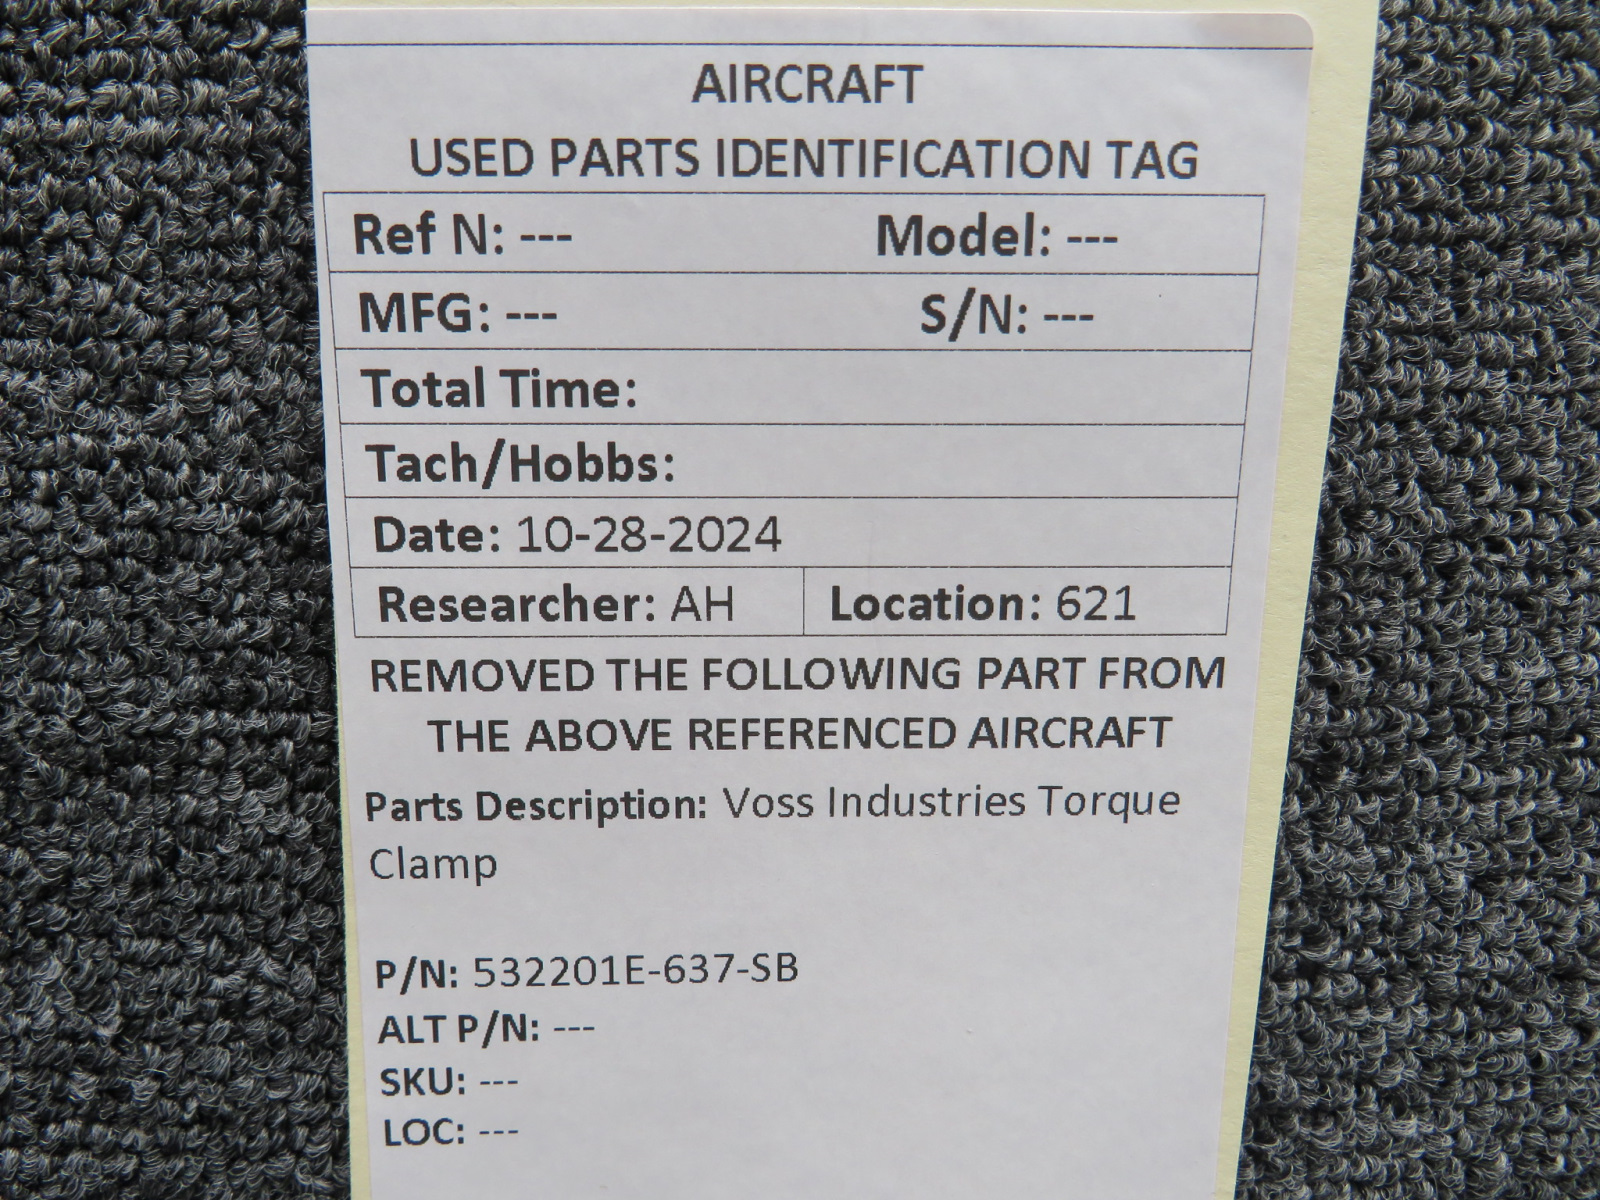 AIRCRAFT
USED PARTS IDENTIFICATION TAG
Ref N: --- Model: ---
MFG: --- S/N: ---
Total Time:
Tach/Hobbs:
Date: 10-28-2024
Researcher: AH Location: 621
REMOVED THE FOLLOWING PART FROM
THE ABOVE REFERENCED AIRCRAFT
Parts Description: Voss Industries Torque
Clamp
P/N: 532201E-637-SB
ALT P/N: ---
SKU: ---
LOC: ---